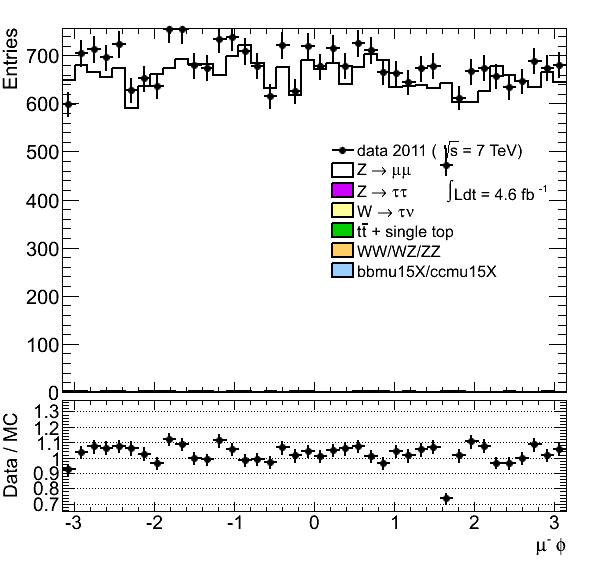 Entries
700
600
500
400
300
200
100
0
data 2011 ( √s = 7 TeV)
Z → μμ
∫Ldt = 4.6 fb⁻¹
Z → ττ
W → τν
tt̄ + single top
WW/WZ/ZZ
bbmu15X/ccmu15X
Data / MC
1.3
1.2
1.1
1
0.9
0.8
0.7
-3 -2 -1 0 1 2 3
μ⁻ ϕ